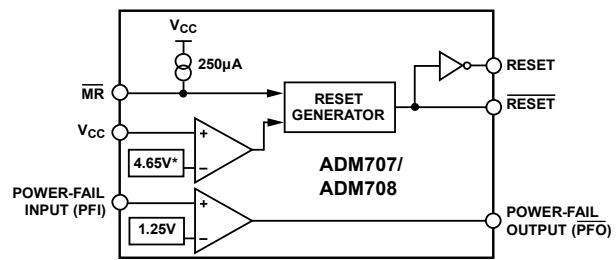 VCC
250µA
MR
RESET
RESET
GENERATOR
RESET
VCC
4.65V*
+
−
ADM707/
ADM708
POWER-FAIL
INPUT (PFI)
1.25V
+
−
POWER-FAIL
OUTPUT (PFO)